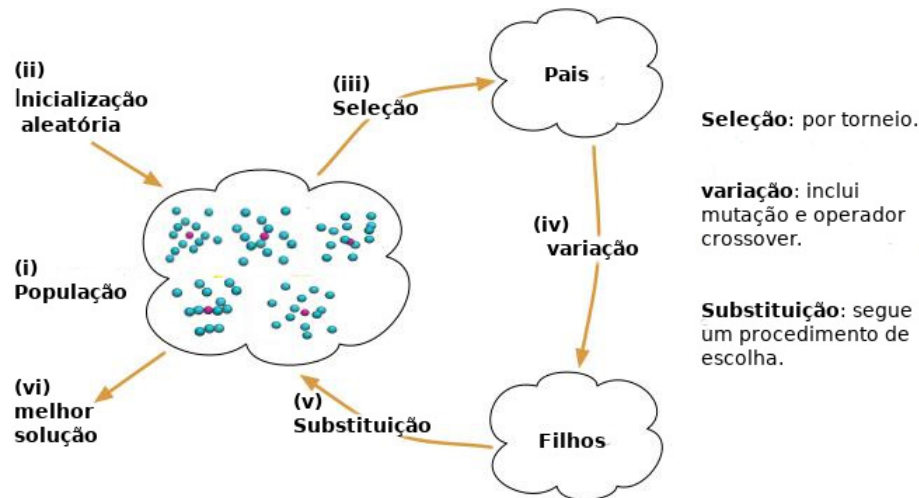 (ii)
Inicialização
aleatória
(iii)
Seleção
Pais
Seleção: por torneio.
variação: inclui
mutação e operador
crossover.
(iv)
variação
(i)
População
Substituição: segue
um procedimento de
escolha.
(vi)
melhor
solução
(v)
Substituição
Filhos